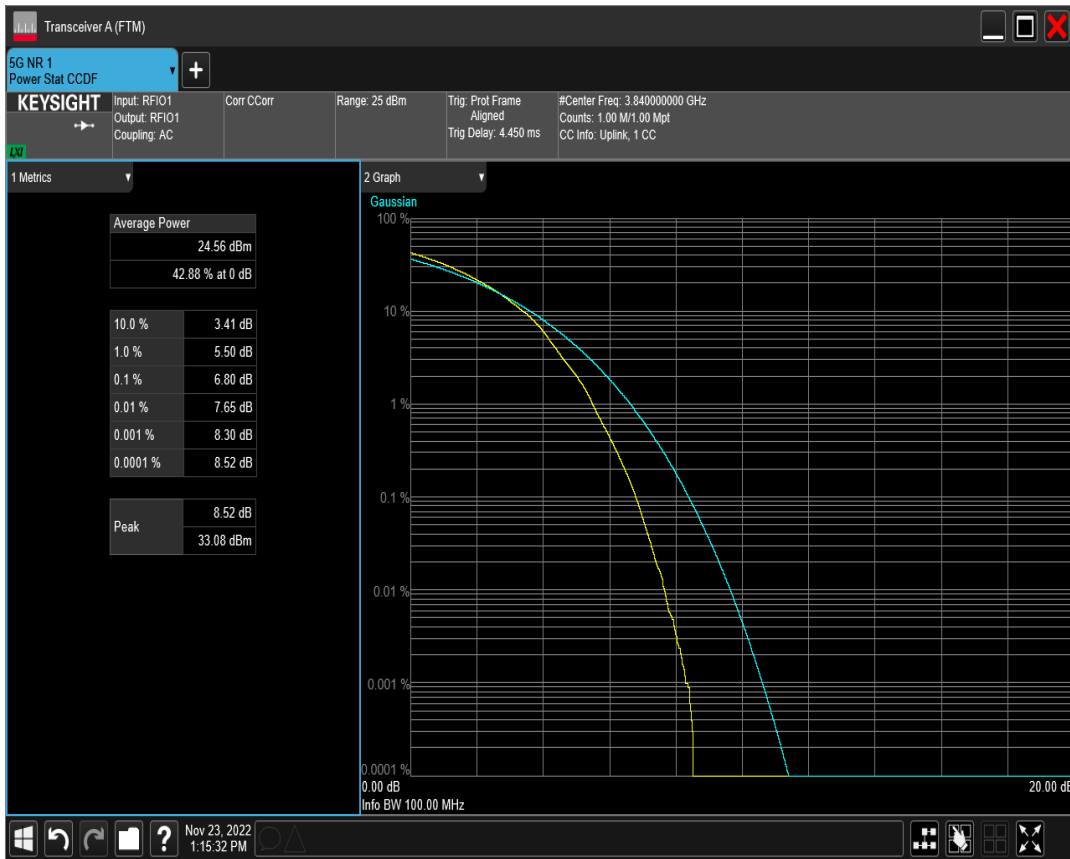 Transceiver A (FTM)
5G NR 1
Power Stat CCDF
+
KEYSIGHT
LXI
Input: RFIO1
Output: RFIO1
Coupling: AC
Corr CCorr
Range: 25 dBm
Trig: Prot Frame
Aligned
Trig Delay: 4.450 ms
#Center Freq: 3.840000000 GHz
Counts: 1.00 M/1.00 Mpt
CC Info: Uplink, 1 CC
1 Metrics
Average Power
24.56 dBm
42.88 % at 0 dB
10.0 % 3.41 dB
1.0 % 5.50 dB
0.1 % 6.80 dB
0.01 % 7.65 dB
0.001 % 8.30 dB
0.0001 % 8.52 dB
Peak
8.52 dB
33.08 dBm
2 Graph
Gaussian
100 %
10 %
1 %
0.1 %
0.01 %
0.001 %
0.0001 %
0.00 dB
20.00 dB
Info BW 100.00 MHz
?
Nov 23, 2022
1:15:32 PM